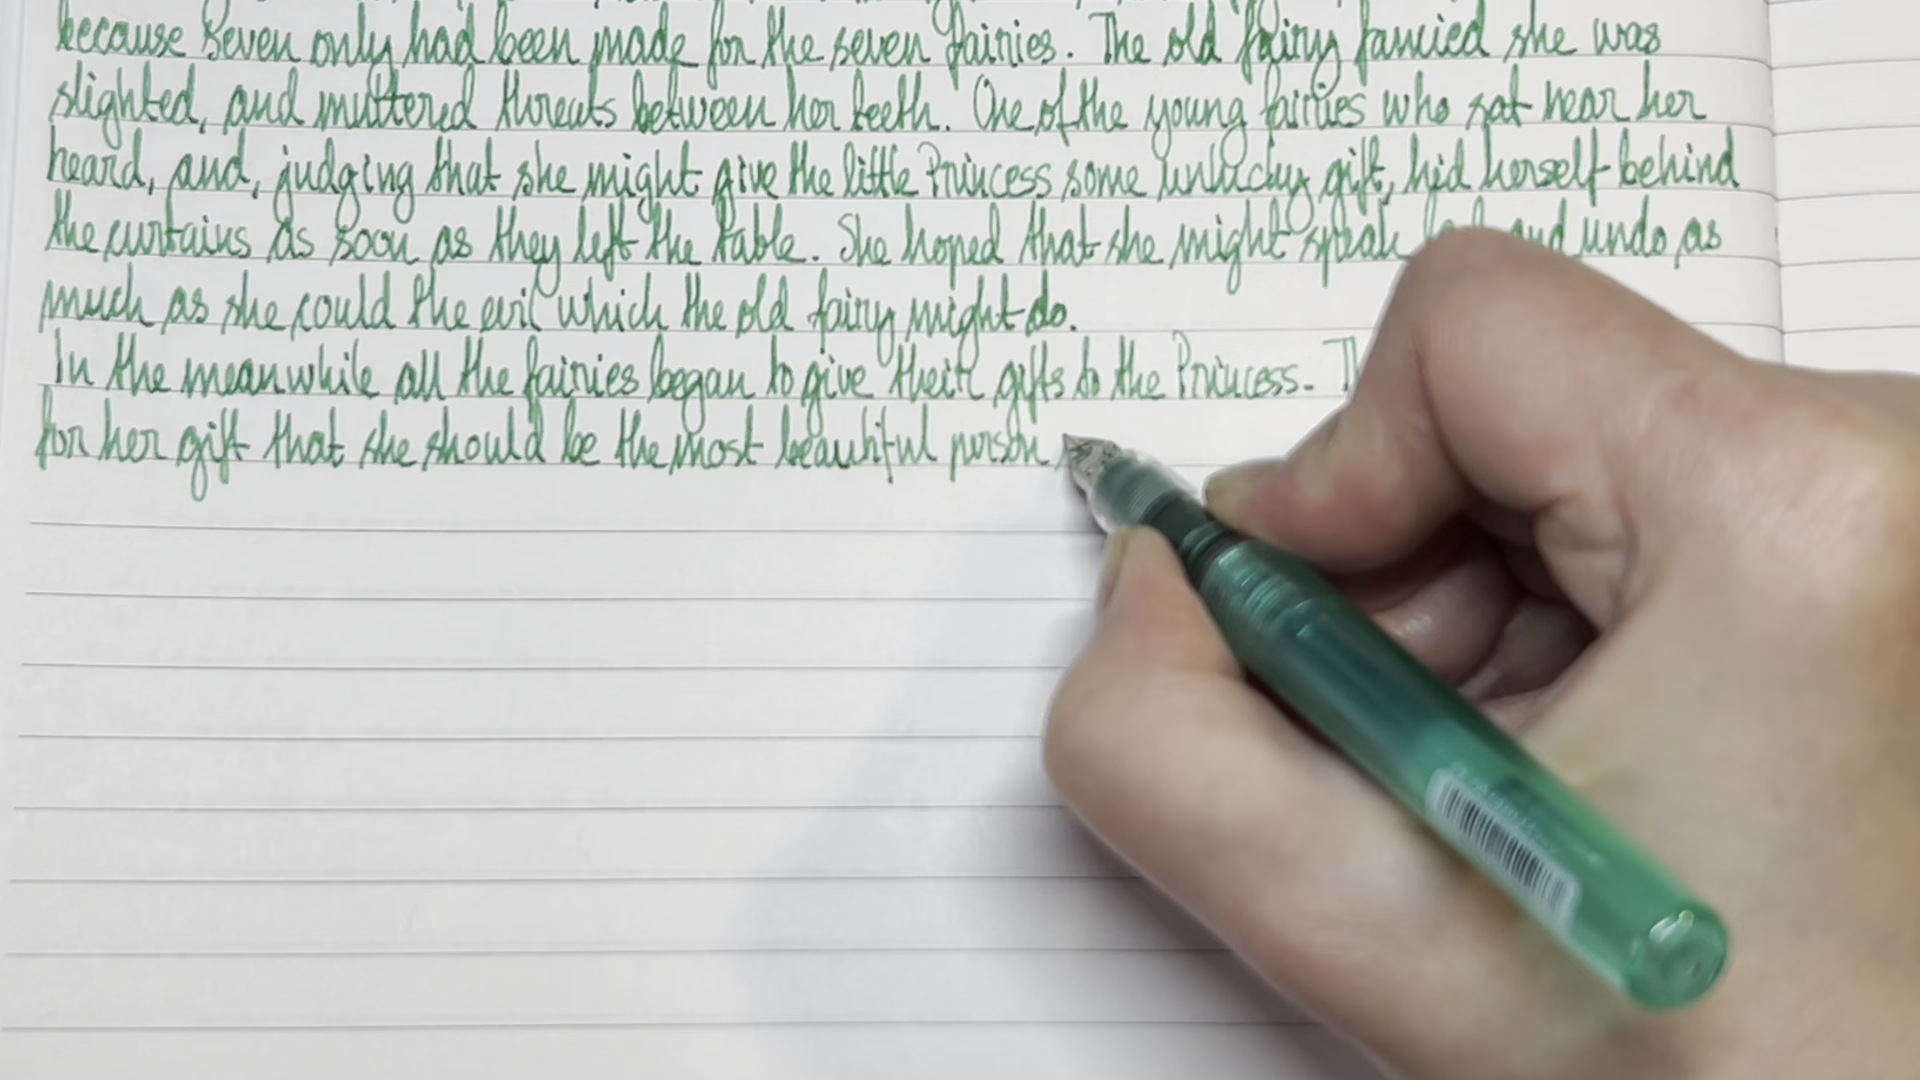 because seven only had been made for the seven fairies. The old fairy fancied she was
slighted, and muttered threats between her teeth. One of the young fairies who sat near her
heard, and, judging that she might give the little Princess some unlucky gift, hid herself behind
the curtains as soon as they left the table. She hoped that she might speak and undo as
much as she could the evil which the old fairy might do.
In the meanwhile all the fairies began to give their gifts to the Princess.
for her gift that she should be the most beautiful person